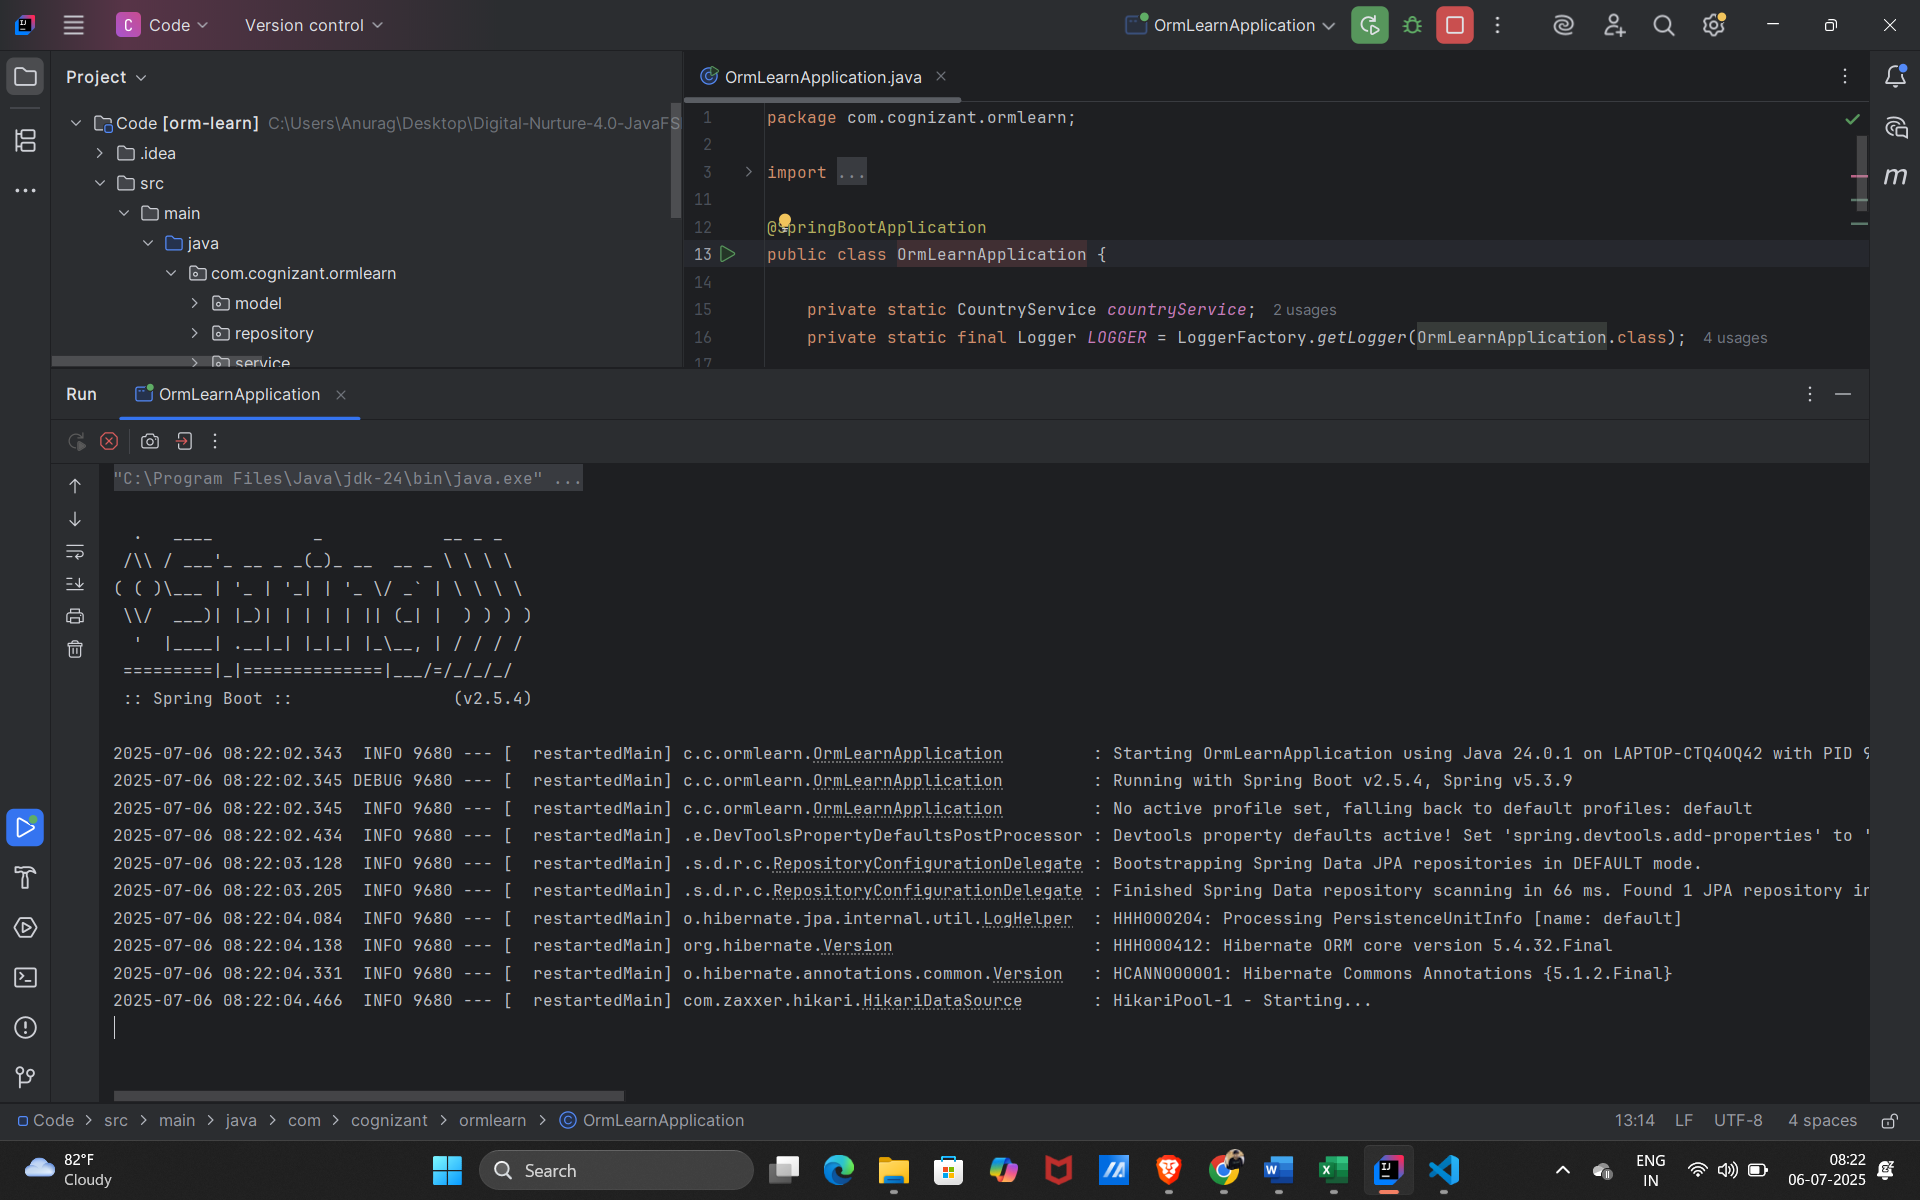 C Code Version control OrmLearnApplication
Project
OrmLearnApplication.java
Code [orm-learn] C:\Users\Anurag\Desktop\Digital-Nurture-4.0-JavaFS
.idea
src
main
java
com.cognizant.ormlearn
model
repository
service
1 package com.cognizant.ormlearn;
2
3 import ...
11
12 @SpringBootApplication
13 public class OrmLearnApplication {
14
15 private static CountryService countryService; 2 usages
16 private static final Logger LOGGER = LoggerFactory.getLogger(OrmLearnApplication.class); 4 usages
17
Run OrmLearnApplication
"C:\Program Files\Java\jdk-24\bin\java.exe" ...
  .   ____          _            __ _ _
 /\\ / ___'_ __ _ _(_)_ __  __ _ \ \ \ \
( ( )\___ | '_ | '_| | '_ \/ _` | \ \ \ \
 \\/  ___)| |_)| | | | | || (_| |  ) ) ) )
  '  |____| .__|_| |_|_| |_\__, | / / / /
 =========|_|==============|___/=/_/_/_/
 :: Spring Boot ::                (v2.5.4)
2025-07-06 08:22:02.343  INFO 9680 --- [  restartedMain] c.c.ormlearn.OrmLearnApplication         : Starting OrmLearnApplication using Java 24.0.1 on LAPTOP-CTQ4OQ42 with PID 9
2025-07-06 08:22:02.345 DEBUG 9680 --- [  restartedMain] c.c.ormlearn.OrmLearnApplication         : Running with Spring Boot v2.5.4, Spring v5.3.9
2025-07-06 08:22:02.345  INFO 9680 --- [  restartedMain] c.c.ormlearn.OrmLearnApplication         : No active profile set, falling back to default profiles: default
2025-07-06 08:22:02.434  INFO 9680 --- [  restartedMain] .e.DevToolsPropertyDefaultsPostProcessor : Devtools property defaults active! Set 'spring.devtools.add-properties' to '
2025-07-06 08:22:03.128  INFO 9680 --- [  restartedMain] .s.d.r.c.RepositoryConfigurationDelegate : Bootstrapping Spring Data JPA repositories in DEFAULT mode.
2025-07-06 08:22:03.205  INFO 9680 --- [  restartedMain] .s.d.r.c.RepositoryConfigurationDelegate : Finished Spring Data repository scanning in 66 ms. Found 1 JPA repository in
2025-07-06 08:22:04.084  INFO 9680 --- [  restartedMain] o.hibernate.jpa.internal.util.LogHelper  : HHH000204: Processing PersistenceUnitInfo [name: default]
2025-07-06 08:22:04.138  INFO 9680 --- [  restartedMain] org.hibernate.Version                    : HHH000412: Hibernate ORM core version 5.4.32.Final
2025-07-06 08:22:04.331  INFO 9680 --- [  restartedMain] o.hibernate.annotations.common.Version   : HCANN000001: Hibernate Commons Annotations {5.1.2.Final}
2025-07-06 08:22:04.466  INFO 9680 --- [  restartedMain] com.zaxxer.hikari.HikariDataSource       : HikariPool-1 - Starting...
Code > src > main > java > com > cognizant > ormlearn > OrmLearnApplication 13:14 LF UTF-8 4 spaces
82°F
Cloudy
Search
ENG
IN
08:22
06-07-2025